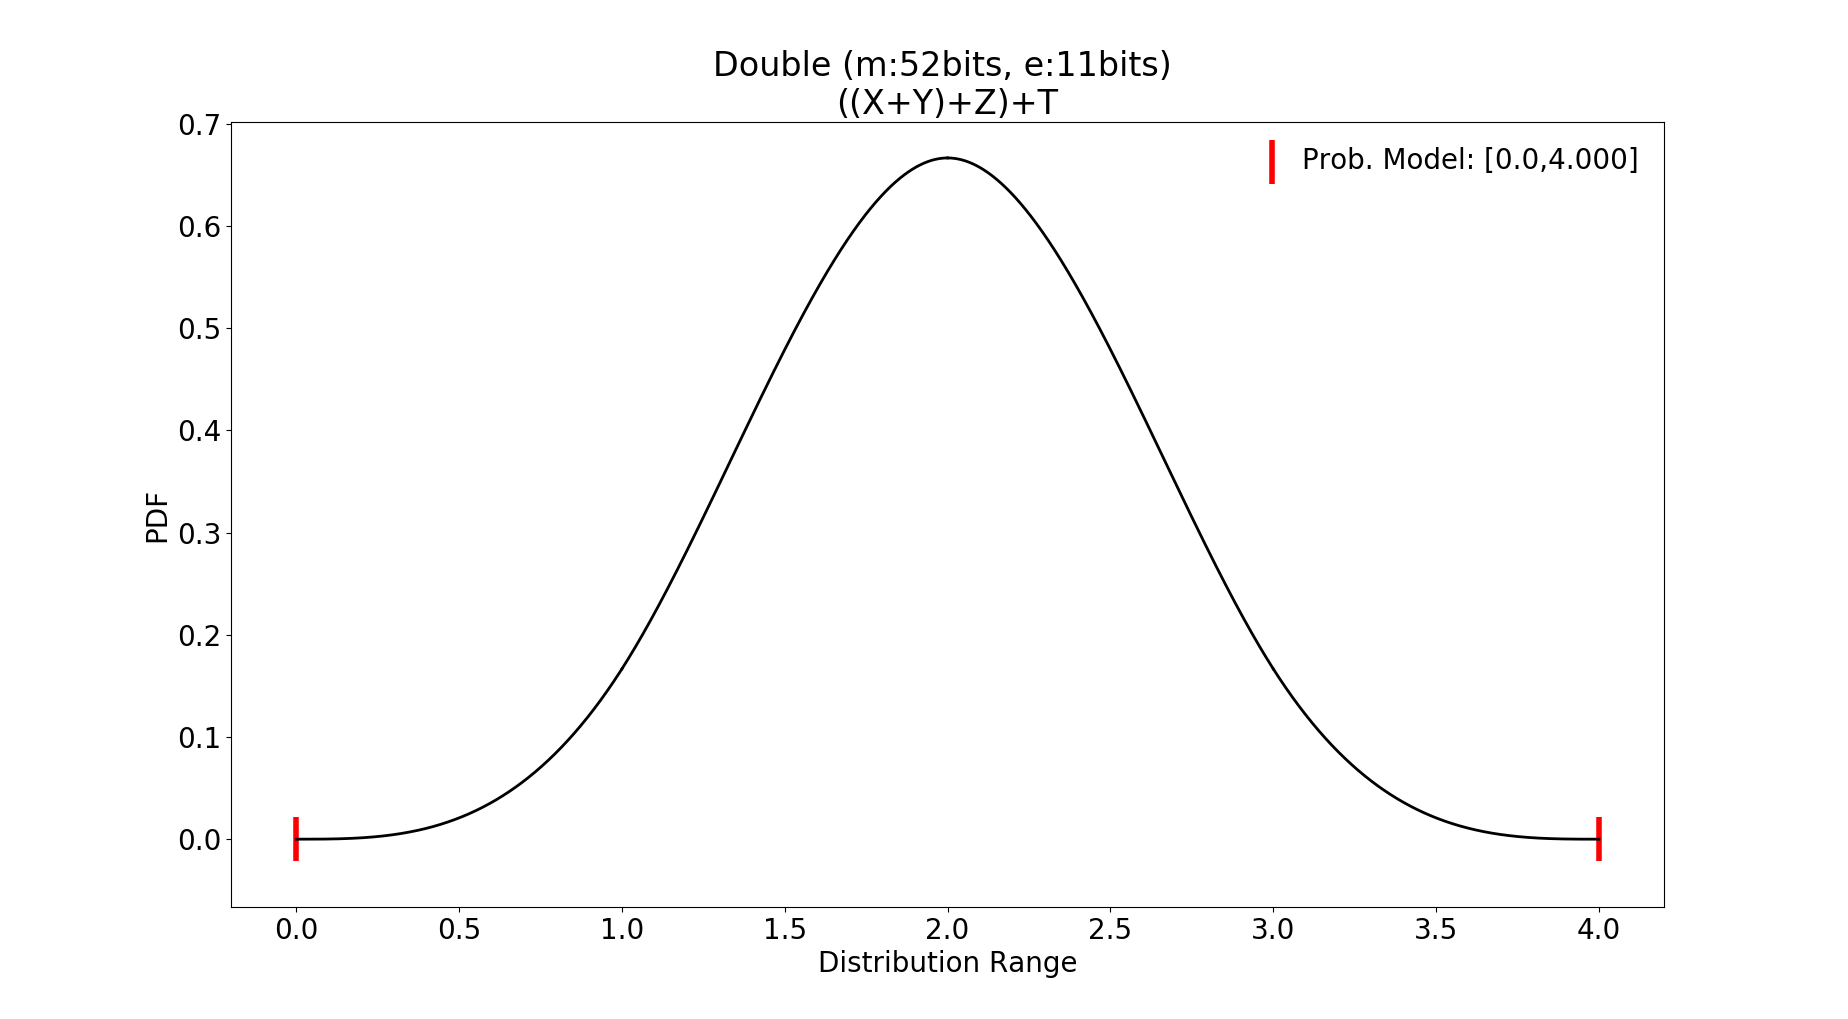 Double (m:52bits, e:11bits)
((X+Y)+Z)+T
Prob. Model: [0.0,4.000]
0.7
0.6
0.5
0.4
0.3
0.2
0.1
0.0
PDF
0.0 0.5 1.0 1.5 2.0 2.5 3.0 3.5 4.0
Distribution Range